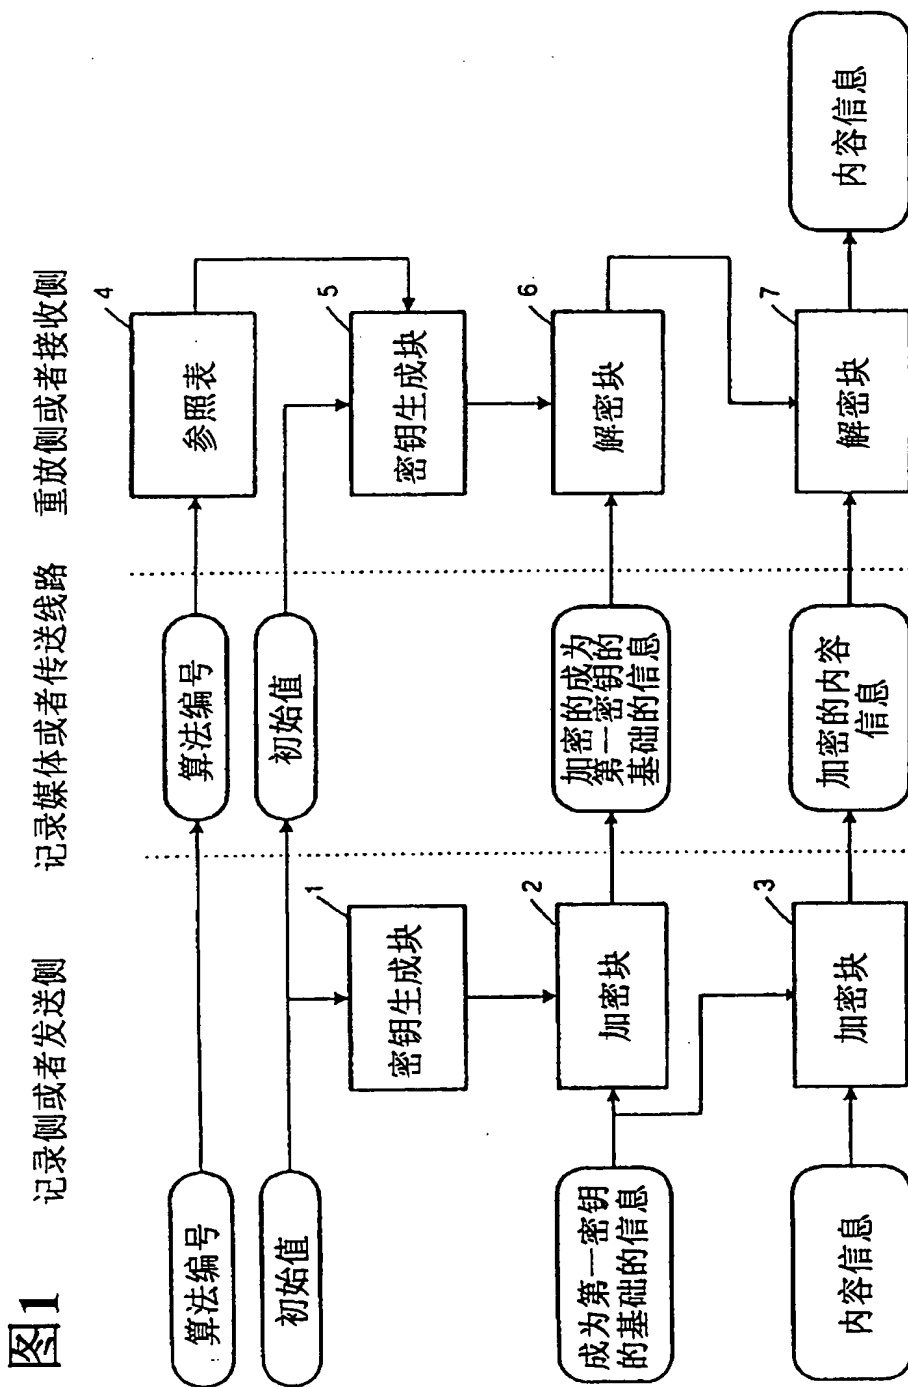 图1
记录侧或者发送侧
记录媒体或者传送线路
重放侧或者接收侧
算法编号
算法编号
参照表
4
初始值
初始值
密钥生成块
1
密钥生成块
5
成为第一密钥
的基础的信息
加密块
2
加密的成为
第一密钥的
基础的信息
解密块
6
内容信息
加密块
3
加密的内容
信息
解密块
7
内容信息